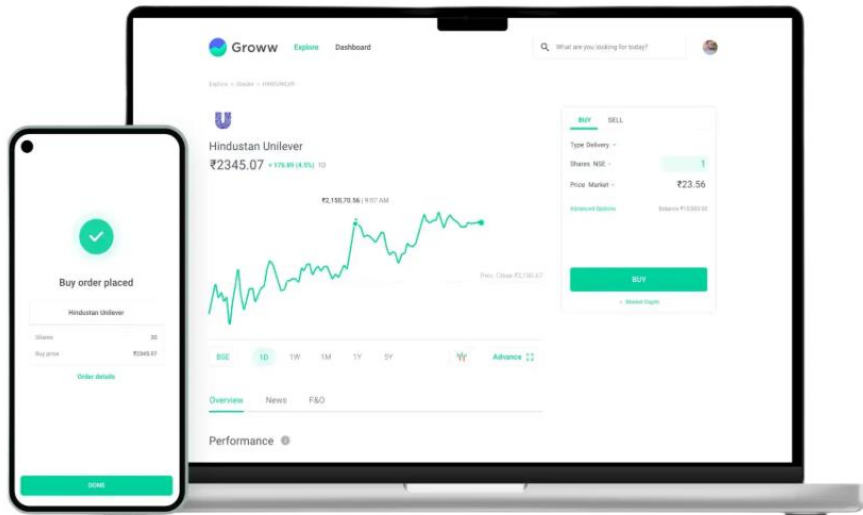 Groww
Explore
Dashboard
What are you looking for today?
Hindustan Unilever
₹2345.07
1D
₹2,150,70.56 | 9:07 AM
BSE
1D
1W
1M
1Y
5Y
Advance
Overview
News
F&O
Performance
BUY
SELL
Type Delivery
Shares NSE
1
Price Market
₹23.56
Advanced Options
BUY
Market Depth
Buy order placed
Hindustan Unilever
Shares
30
Buy price
₹2345.07
Order details
DONE